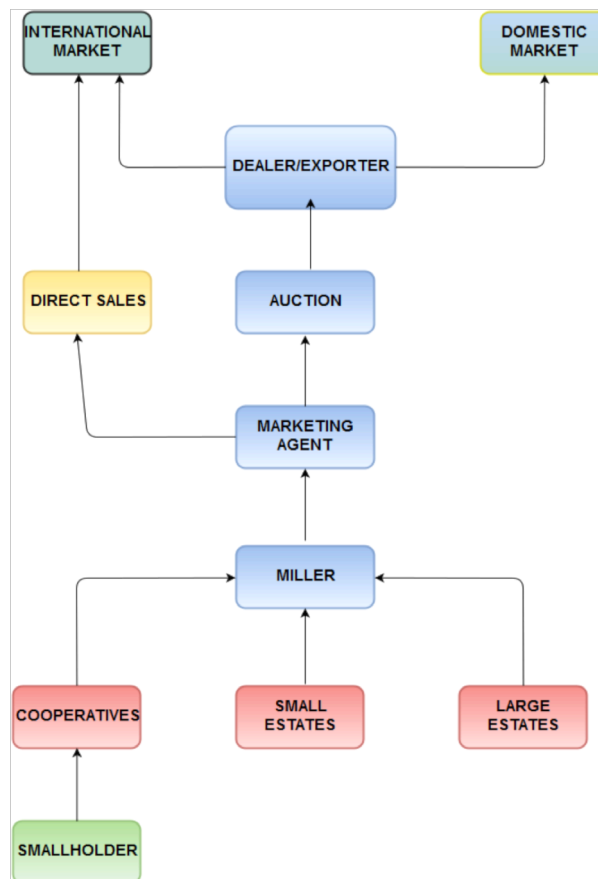 INTERNATIONAL
MARKET
DOMESTIC
MARKET
DEALER/EXPORTER
DIRECT SALES
AUCTION
MARKETING
AGENT
MILLER
COOPERATIVES
SMALL
ESTATES
LARGE
ESTATES
SMALLHOLDER